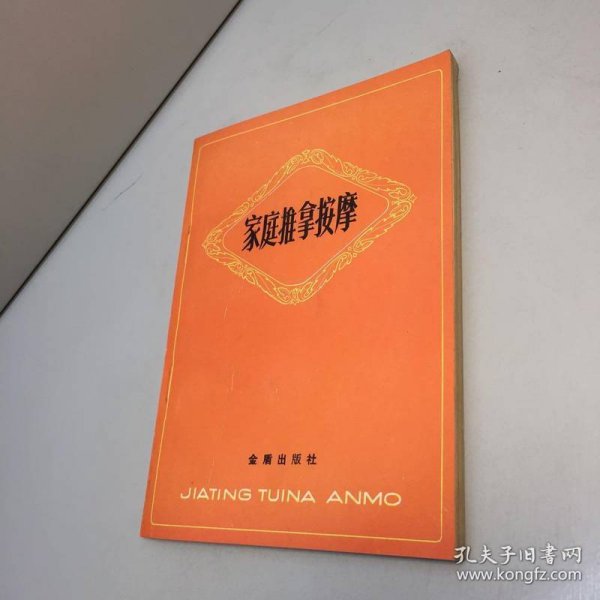 家庭推拿按摩
金盾出版社
JIATING TUINA ANMO
孔夫子旧書网
www.kongfz.com